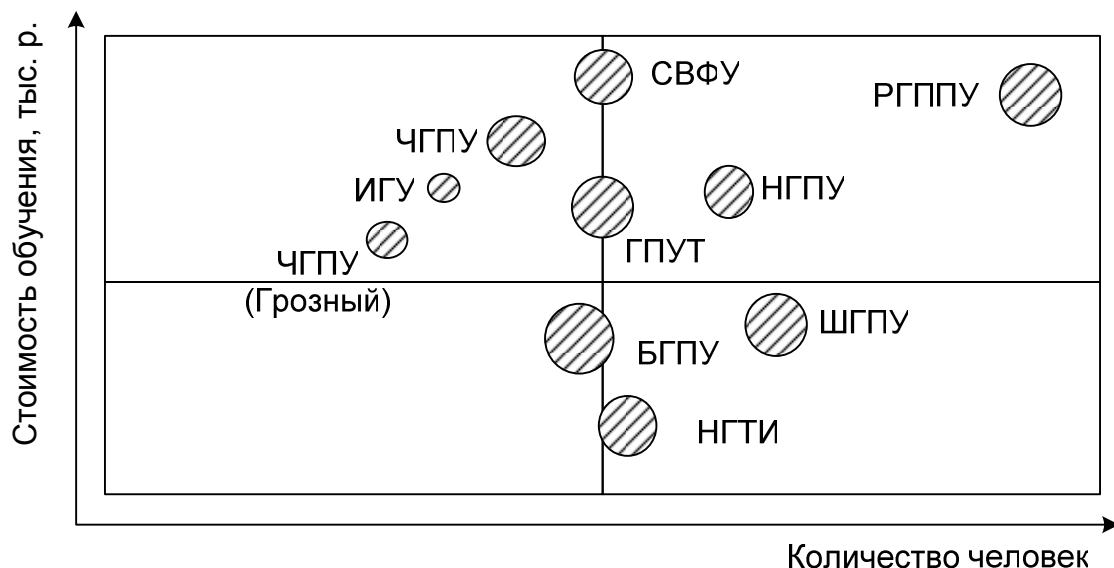 Стоимость обучения, тыс. р.
СВФУ
РГППУ
ЧГПУ
ИГУ
НГПУ
ГПУТ
ЧГПУ
(Грозный)
ШГПУ
БГПУ
НГТИ
Количество человек